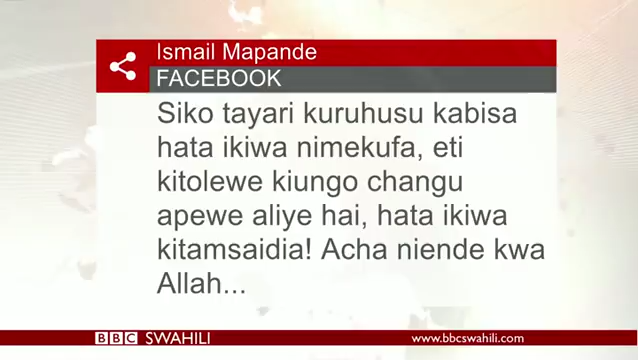 Ismail Mapande
FACEBOOK
Siko tayari kuruhusu kabisa
hata ikiwa nimekufa, eti
kitolewe kiungo changu
apewe aliye hai, hata ikiwa
kitamsaidia! Acha niende kwa
Allah...
BBC SWAHILI www.bbcswahili.com